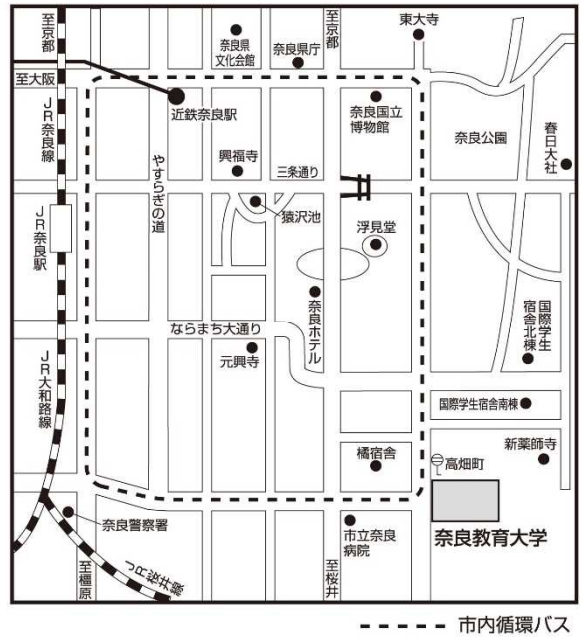 至京都
至京都
東大寺
奈良県
文化会館
奈良県庁
至大阪
近鉄奈良駅
奈良国立
博物館
奈良公園
春日大社
JR奈良線
やすらぎの道
興福寺
三条通り
猿沢池
浮見堂
JR奈良駅
奈良ホテル
ならまち大通り
元興寺
国際学生
宿舎北棟
JR大和路線
国際学生宿舎南棟
橘宿舎
高畑町
新薬師寺
奈良警察署
市立奈良
病院
奈良教育大学
JR桜井線
至橿原
至桜井
市内循環バス